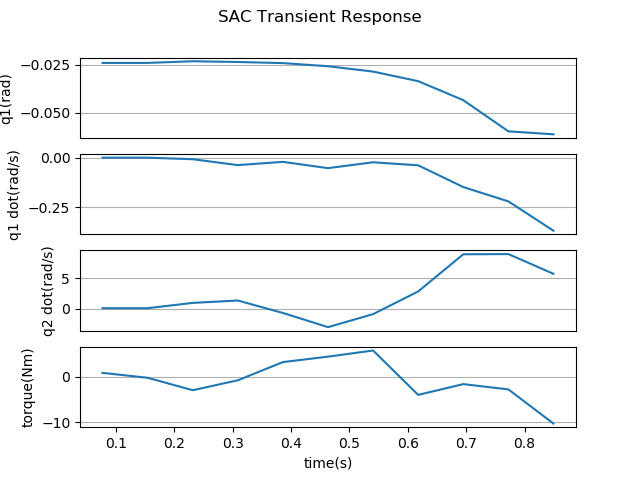 SAC Transient Response
−0.025
−0.050
q1(rad)
0.00
−0.25
q1 dot(rad/s)
5
0
q2 dot(rad/s)
0
−10
torque(Nm)
0.1 0.2 0.3 0.4 0.5 0.6 0.7 0.8
time(s)